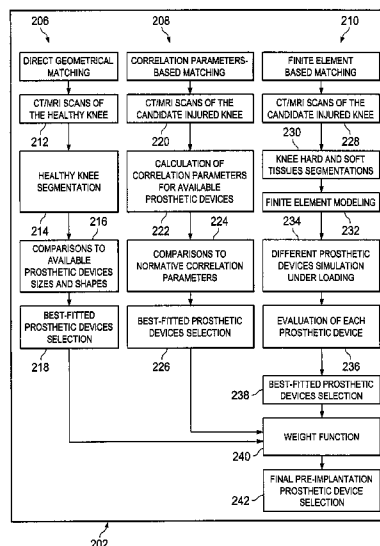 206
208
210
DIRECT GEOMETRICAL
MATCHING
CORRELATION PARAMETERS-
BASED MATCHING
FINITE ELEMENT
BASED MATCHING
CT/MRI SCANS OF
THE HEALTHY KNEE
CT/MRI SCANS OF THE
CANDIDATE INJURED KNEE
CT/MRI SCANS OF THE
CANDIDATE INJURED KNEE
212
220
230
228
HEALTHY KNEE
SEGMENTATION
CALCULATION OF
CORRELATION PARAMETERS
FOR AVAILABLE
PROSTHETIC DEVICES
KNEE HARD AND SOFT
TISSUES SEGMENTATIONS
FINITE ELEMENT MODELING
214
216
222
224
234
232
COMPARISONS TO
AVAILABLE
PROSTHETIC DEVICES
SIZES AND SHAPES
COMPARISONS TO
NORMATIVE CORRELATION
PARAMETERS
DIFFERENT PROSTHETIC
DEVICES SIMULATION
UNDER LOADING
BEST-FITTED
PROSTHETIC DEVICES
SELECTION
BEST-FITTED PROSTHETIC
DEVICES SELECTION
EVALUATION OF EACH
PROSTHETIC DEVICE
218
226
236
238
BEST-FITTED PROSTHETIC
DEVICES SELECTION
WEIGHT FUNCTION
240
FINAL PRE-IMPLANTATION
PROSTHETIC DEVICE
SELECTION
242
202